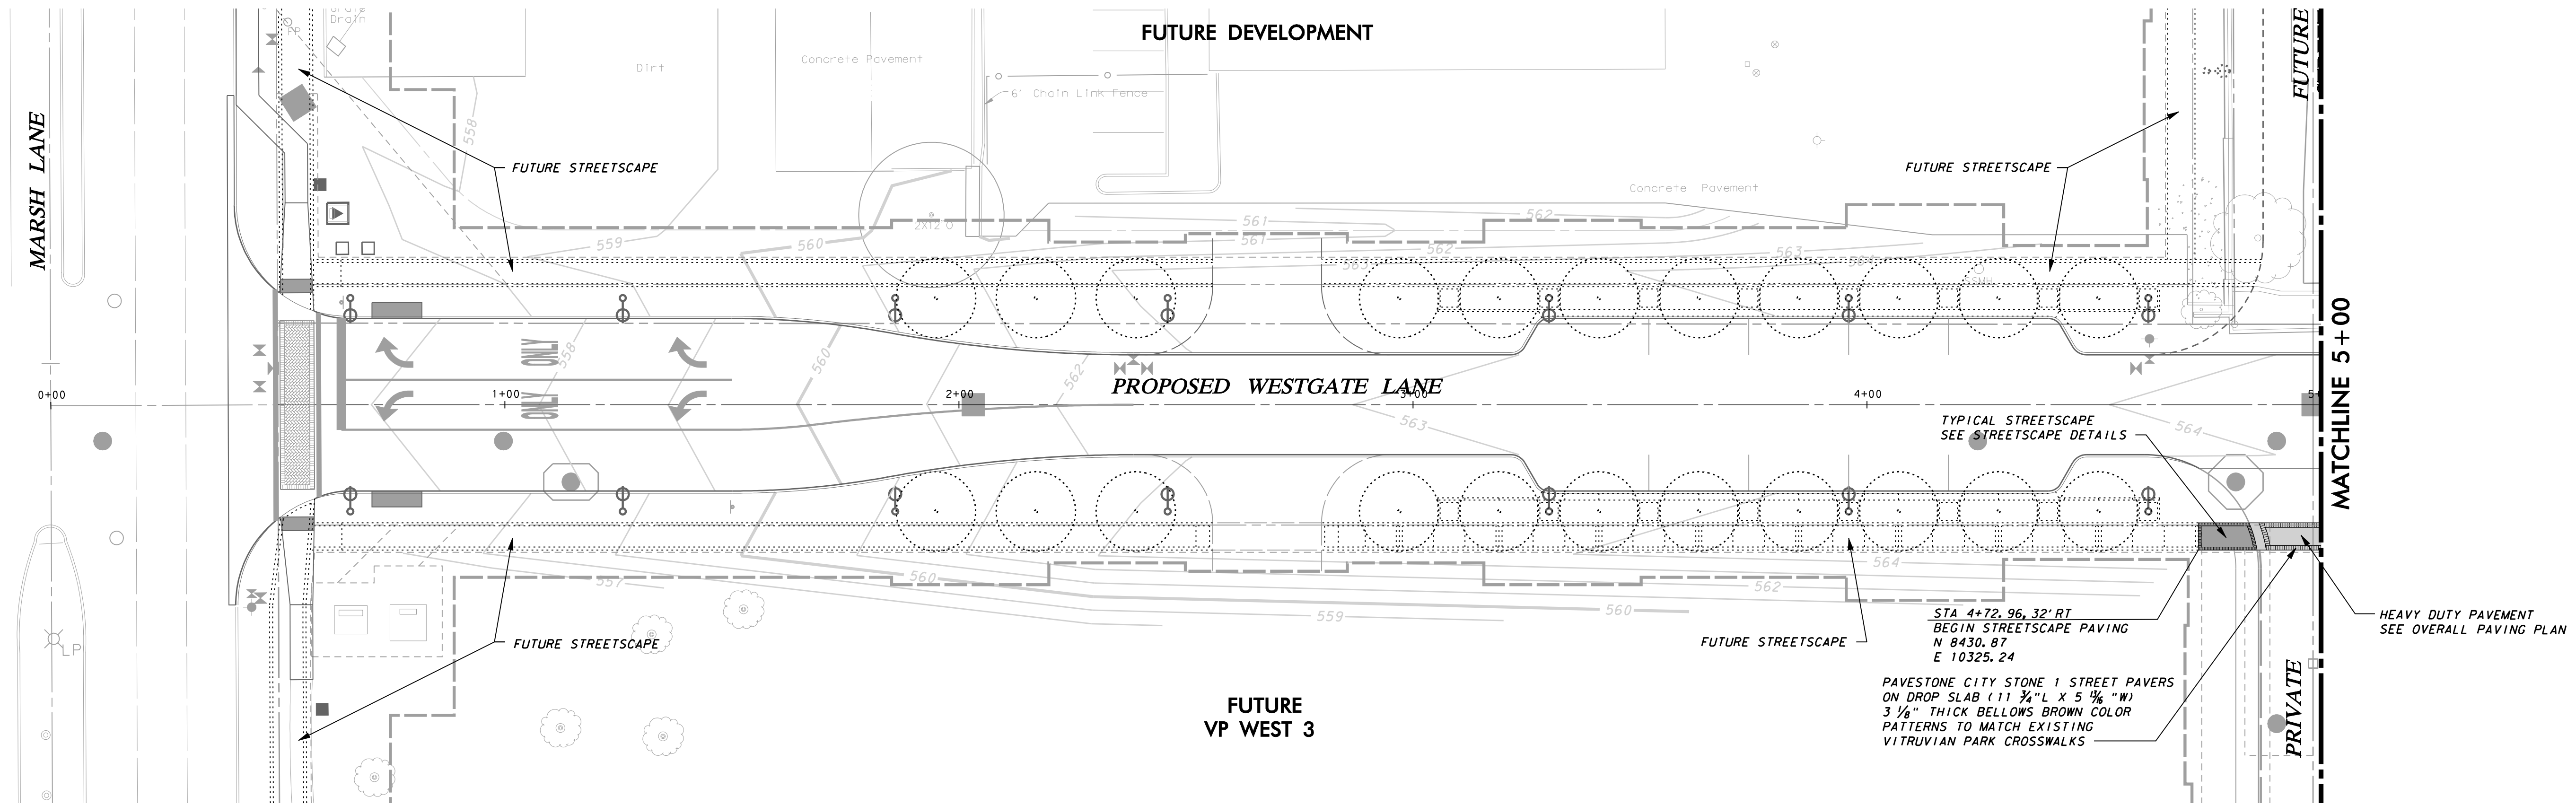 Drain
PP
FUTURE DEVELOPMENT
FUTURE
Concrete Pavement
Dirt
6' Chain Link Fence
MARSH LANE
558
FUTURE STREETSCAPE
FUTURE STREETSCAPE
Concrete Pavement
2X12
561
562
559
560
561
562
563
563
558
560
562
ONLY
ONLY
PROPOSED WESTGATE LANE
0+00
1+00
2+00
3+00
4+00
5+
MATCHLINE 5+00
563
564
TYPICAL STREETSCAPE
SEE STREETSCAPE DETAILS
557
560
559
560
562
564
LP
FUTURE STREETSCAPE
FUTURE STREETSCAPE
STA 4+72.96, 32' RT
BEGIN STREETSCAPE PAVING
N 8430.87
E 10325.24
HEAVY DUTY PAVEMENT
SEE OVERALL PAVING PLAN
PAVESTONE CITY STONE 1 STREET PAVERS
ON DROP SLAB (11 3/4"L X 5 13/16 "W)
3 1/8" THICK BELLOWS BROWN COLOR
PATTERNS TO MATCH EXISTING
VITRUVIAN PARK CROSSWALKS
PRIVATE
FUTURE
VP WEST 3